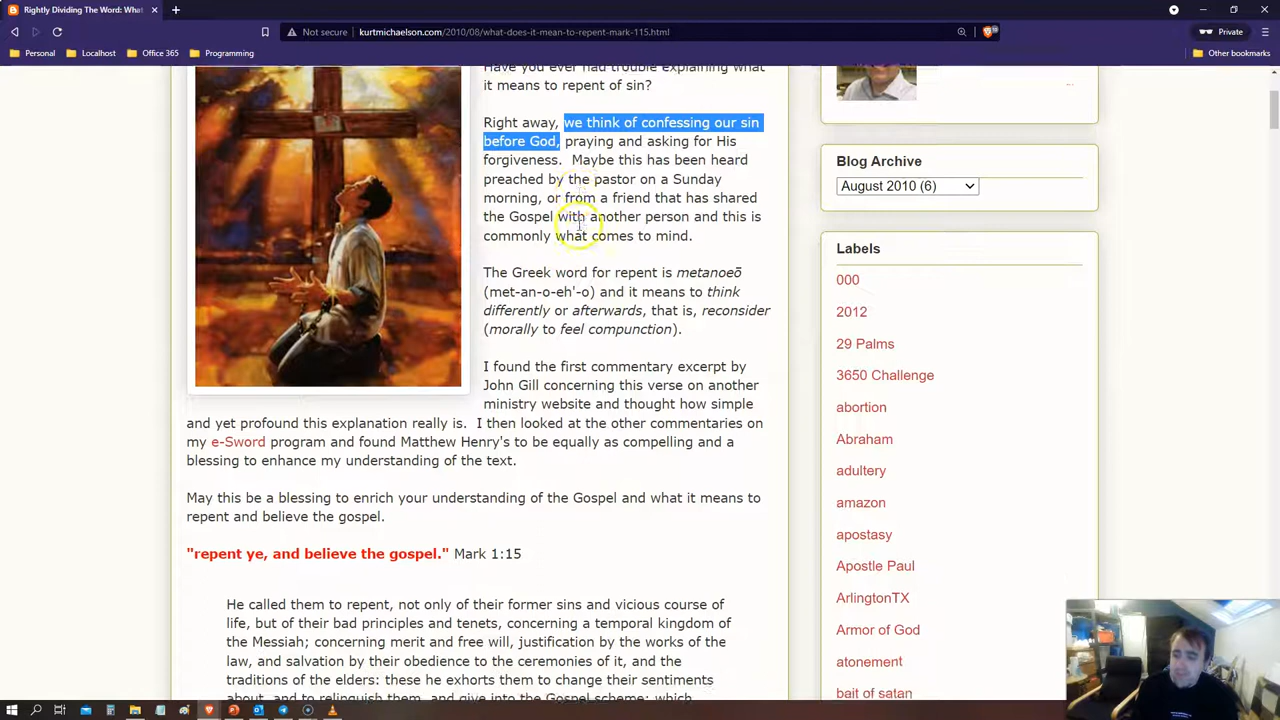 Rightly Dividing The Word: Wha
Not secure
kurtmichaelson.com/2010/08/what-does-it-mean-to-repent-mark-115.html
Private
Personal
Localhost
Office 365
Programming
Other bookmarks
Have you ever had trouble explaining what
it means to repent of sin?
Right away, we think of confessing our sin
before God, praying and asking for His
forgiveness.  Maybe this has been heard
preached by the pastor on a Sunday
morning, or from a friend that has shared
the Gospel with another person and this is
commonly what comes to mind.
The Greek word for repent is metanoeō
(met-an-o-eh'-o) and it means to think
differently or afterwards, that is, reconsider
(morally to feel compunction).
I found the first commentary excerpt by
John Gill concerning this verse on another
ministry website and thought how simple
and yet profound this explanation really is.  I then looked at the other commentaries on
my e-Sword program and found Matthew Henry's to be equally as compelling and a
blessing to enhance my understanding of the text.
May this be a blessing to enrich your understanding of the Gospel and what it means to
repent and believe the gospel.
"repent ye, and believe the gospel." Mark 1:15
He called them to repent, not only of their former sins and vicious course of
life, but of their bad principles and tenets, concerning a temporal kingdom of
the Messiah; concerning merit and free will, justification by the works of the
law, and salvation by their obedience to the ceremonies of it, and the
traditions of the elders: these he exhorts them to change their sentiments
about, and to relinquish them, and give into the Gospel scheme; which
Blog Archive
August 2010 (6)
Labels
000
2012
29 Palms
3650 Challenge
abortion
Abraham
adultery
amazon
apostasy
Apostle Paul
ArlingtonTX
Armor of God
atonement
bait of satan